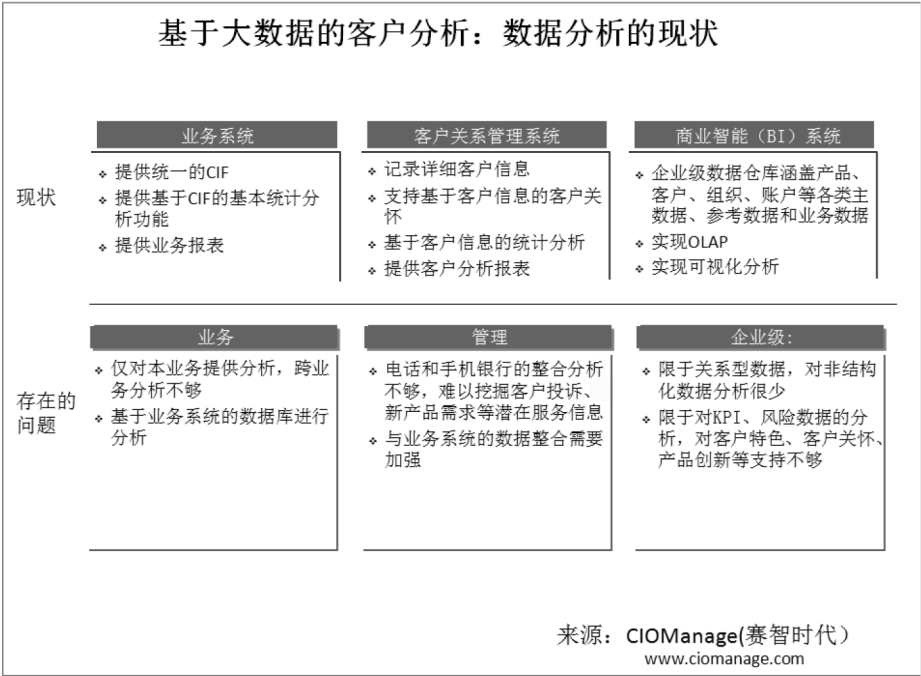 基于大数据的客户分析：数据分析的现状
现状
业务系统
❖ 提供统一的CIF
❖ 提供基于CIF的基本统计分
析功能
❖ 提供业务报表
客户关系管理系统
❖ 记录详细客户信息
❖ 支持基于客户信息的客户关
怀
❖ 基于客户信息的统计分析
❖ 提供客户分析报表
商业智能（BI）系统
❖ 企业级数据仓库涵盖产品、
客户、组织、账户等各类主
数据、参考数据和业务数据
❖ 实现OLAP
❖ 实现可视化分析
存在的
问题
业务
❖ 仅对本业务提供分析，跨业
务分析不够
❖ 基于业务系统的数据库进行
分析
管理
❖ 电话和手机银行的整合分析
不够，难以挖掘客户投诉、
新产品需求等潜在服务信息
❖ 与业务系统的数据整合需要
加强
企业级:
❖ 限于关系型数据，对非结构
化数据分析很少
❖ 限于对KPI、风险数据的分
析，对客户特色、客户关怀、
产品创新等支持不够
来源：CIOManage(赛智时代）
www.ciomanage.com